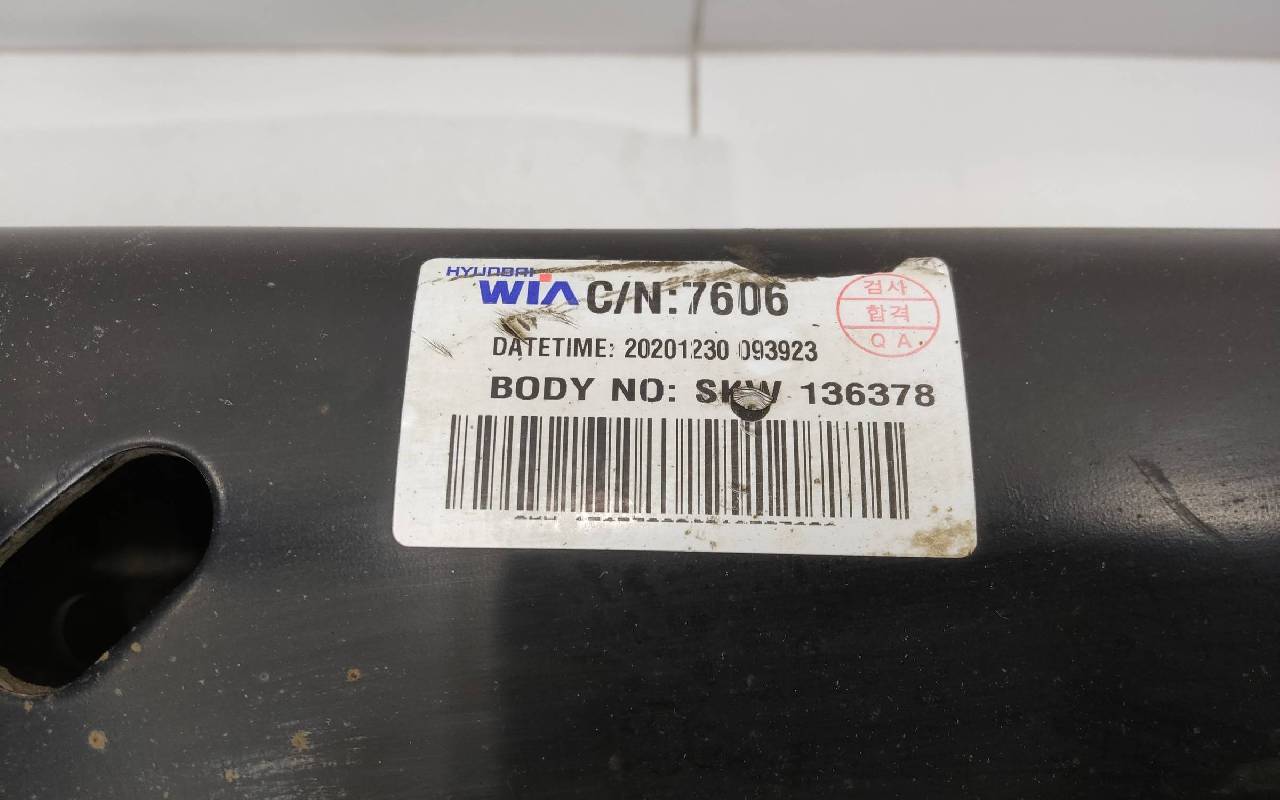 HYUNDAI
WIA C/N:7606
검사
합격
QA
DATETIME: 20201230 093923
BODY NO: SKW 136378